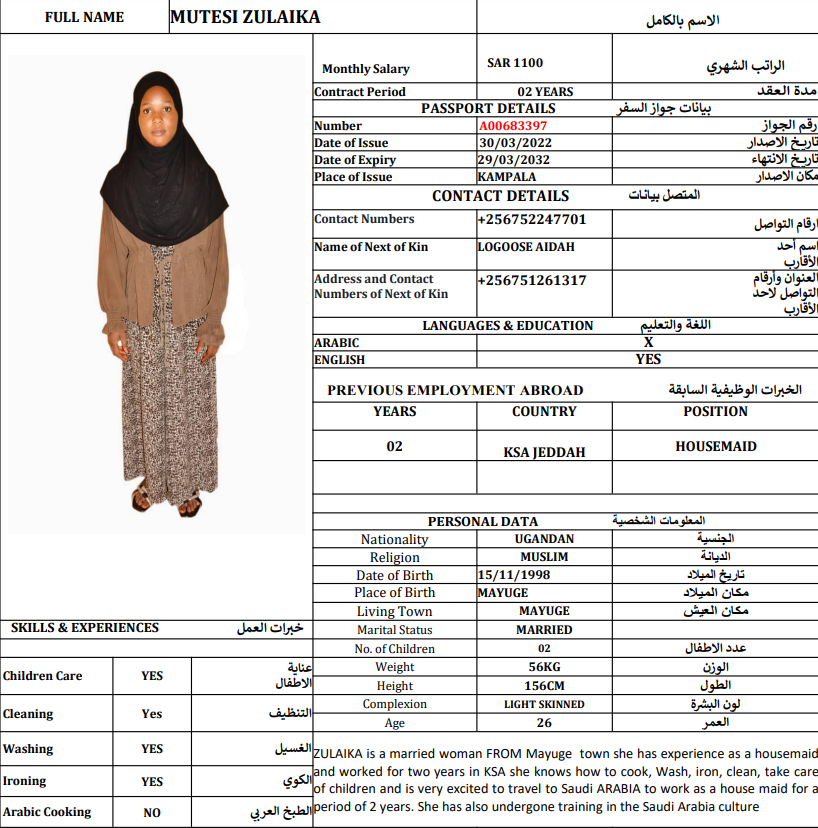 FULL NAME MUTESI ZULAIKA الاسم بالكامل
Monthly Salary SAR 1100 الراتب الشهري
Contract Period 02 YEARS مدة العقد
PASSPORT DETAILS بيانات جواز السفر
Number A00683397 رقم الجواز
Date of Issue 30/03/2022 تاريخ الاصدار
Date of Expiry 29/03/2032 تاريخ الانتهاء
Place of Issue KAMPALA مكان الاصدار
CONTACT DETAILS المتصل بيانات
Contact Numbers +256752247701 ارقام التواصل
Name of Next of Kin LOGOOSE AIDAH اسم أحد
الأقارب
Address and Contact +256751261317 العنوان وأرقام
Numbers of Next of Kin التواصل لاحد
الأقارب
LANGUAGES & EDUCATION اللغة والتعليم
ARABIC X
ENGLISH YES
PREVIOUS EMPLOYMENT ABROAD الخبرات الوظيفية السابقة
YEARS COUNTRY POSITION
02 KSA JEDDAH HOUSEMAID
PERSONAL DATA المعلومات الشخصية
Nationality UGANDAN الجنسية
Religion MUSLIM الديانة
Date of Birth 15/11/1998 تاريخ الميلاد
Place of Birth MAYUGE مكان الميلاد
Living Town MAYUGE مكان العيش
Marital Status MARRIED
No. of Children 02 عدد الاطفال
Weight 56KG الوزن
Height 156CM الطول
Complexion LIGHT SKINNED لون البشرة
Age 26 العمر
SKILLS & EXPERIENCES خبرات العمل
Children Care YES عناية
الاطفال
Cleaning Yes التنظيف
Washing YES الغسيل
Ironing YES الكوي
Arabic Cooking NO الطبخ العربي
ZULAIKA is a married woman FROM Mayuge town she has experience as a housemaid
and worked for two years in KSA she knows how to cook, Wash, iron, clean, take care
of children and is very excited to travel to Saudi ARABIA to work as a house maid for a
period of 2 years. She has also undergone training in the Saudi Arabia culture